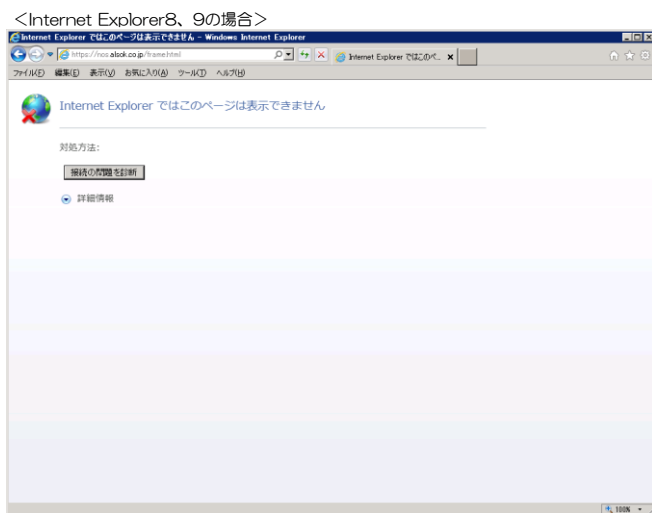 <Internet Explorer8、9の場合>
Internet Explorer ではこのページは表示できません - Windows Internet Explorer
https://nos.alsok.co.jp/frame.html
Internet Explorer ではこのペ...
ファイル(F) 編集(E) 表示(V) お気に入り(A) ツール(T) ヘルプ(H)
Internet Explorer ではこのページは表示できません
対処方法:
接続の問題を診断
詳細情報
100%